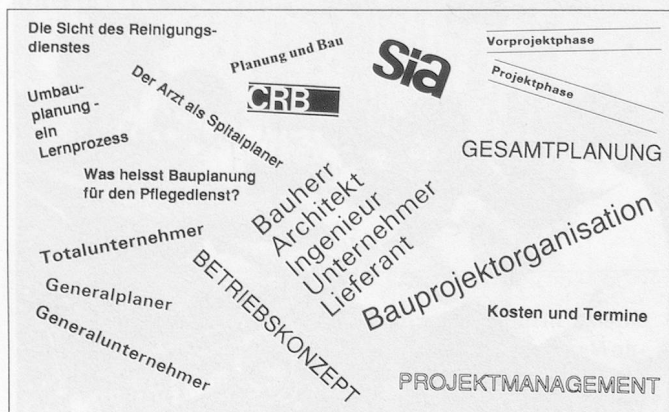 Die Sicht des Reinigungs-
dienstes
Planung und Bau
sia
Vorprojektphase
Projektphase
CRB
Umbau-
planung -
ein
Lernprozess
Der Arzt als Spitalplaner
GESAMTPLANUNG
Was heisst Bauplanung
für den Pflegedienst?
Bauherr
Architekt
Ingenieur
Unternehmer
Lieferant
Totalunternehmer
Generalplaner
Generalunternehmer
BETRIEBSKONZEPT
Bauprojektorganisation
Kosten und Termine
PROJEKTMANAGEMENT